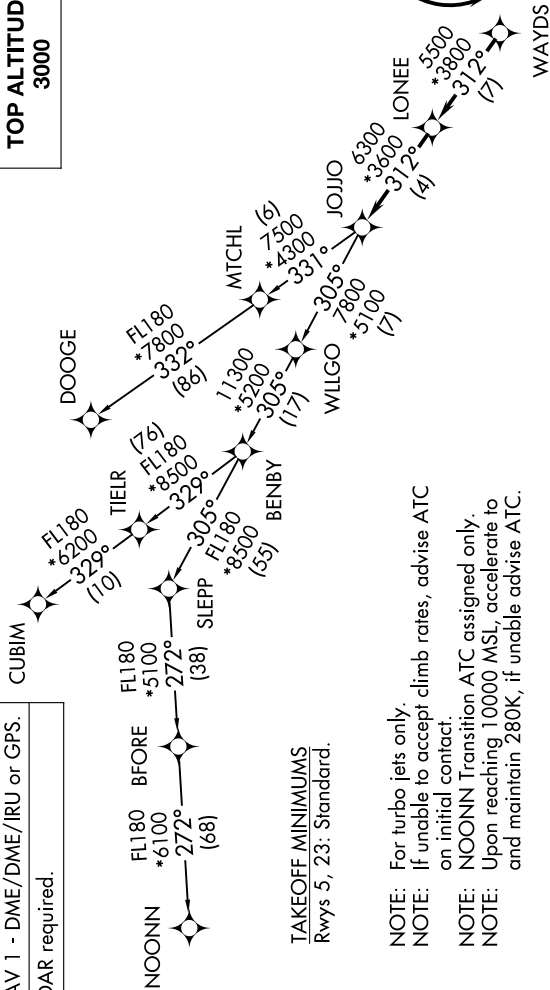 TOP ALTITUD
3000
AV 1 - DME/DME/IRU or GPS.
DAR required.
WAYDS
5500
*3800
312°
(7)
LONEE
6300
*3600
312°
(4)
JOJJO
(6)
7500
*4300
331°
MTCHL
FL180
*7800
332°
(86)
DOOGE
305°
7800
*5100
(7)
WLLGO
11300
*5200
305°
(17)
BENBY
(76)
FL180
*8500
329°
TIELR
FL180
*6200
329°
(10)
CUBIM
305°
FL180
*8500
(55)
SLEPP
FL180
*5100
272°
(38)
BFORE
FL180
*6100
272°
(68)
NOONN
TAKEOFF MINIMUMS
Rwys 5, 23: Standard.
NOTE: For turbo jets only.
NOTE: If unable to accept climb rates, advise ATC
on initial contact.
NOTE: NOONN Transition ATC assigned only.
NOTE: Upon reaching 10000 MSL, accelerate to
and maintain 280K, if unable advise ATC.